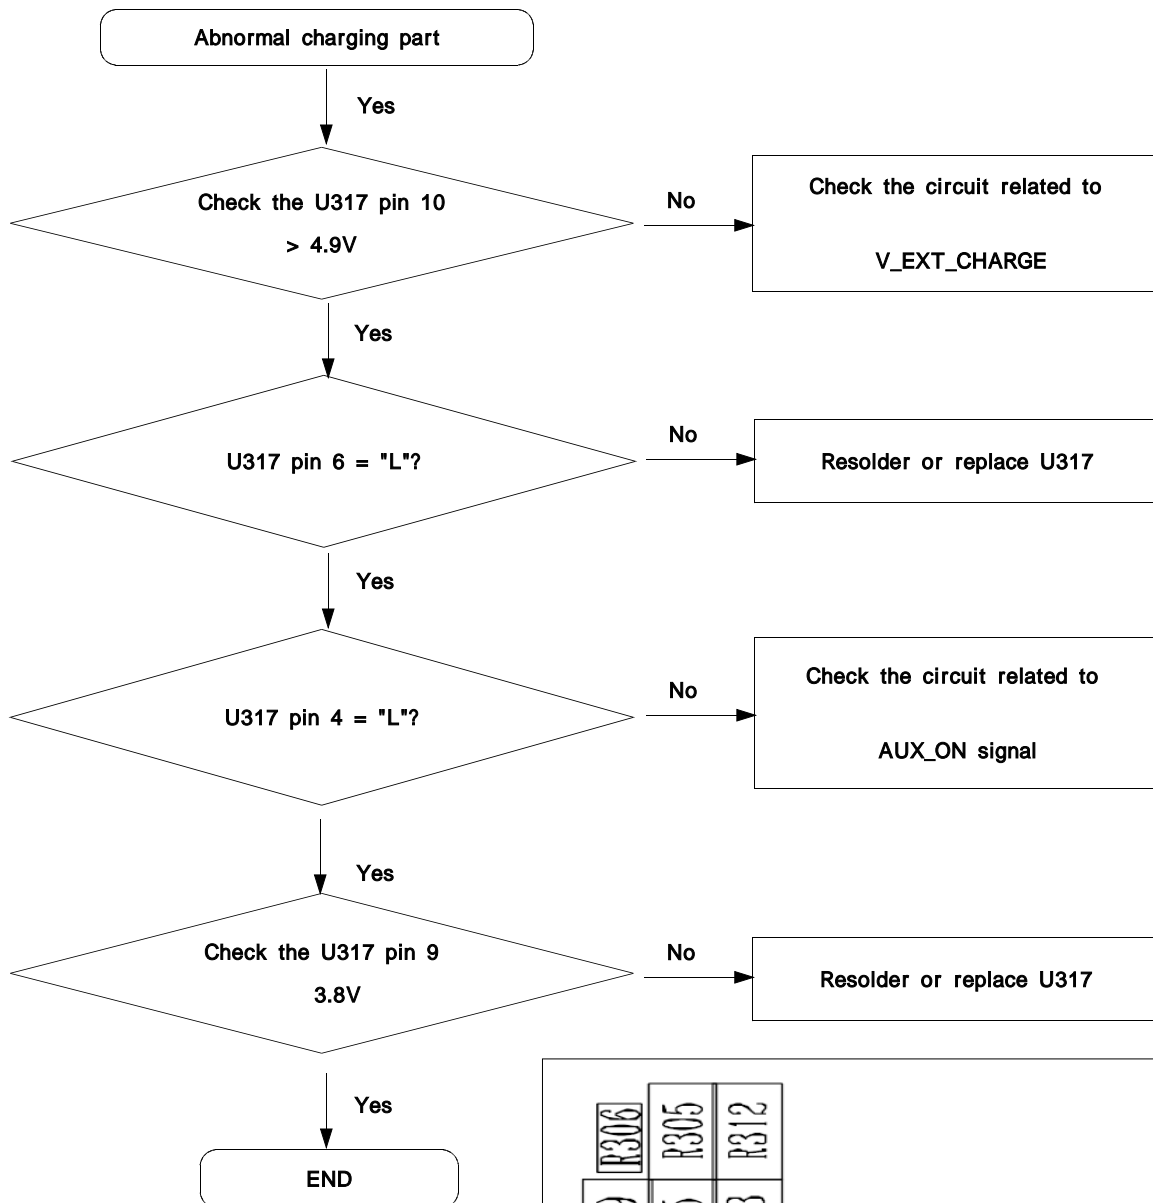 Abnormal charging part
Yes
Check the U317 pin 10
> 4.9V
No
Check the circuit related to
V_EXT_CHARGE
Yes
U317 pin 6 = "L"?
No
Resolder or replace U317
Yes
U317 pin 4 = "L"?
No
Check the circuit related to
AUX_ON signal
Yes
Check the U317 pin 9
3.8V
No
Resolder or replace U317
Yes
END
R306
R305
R312